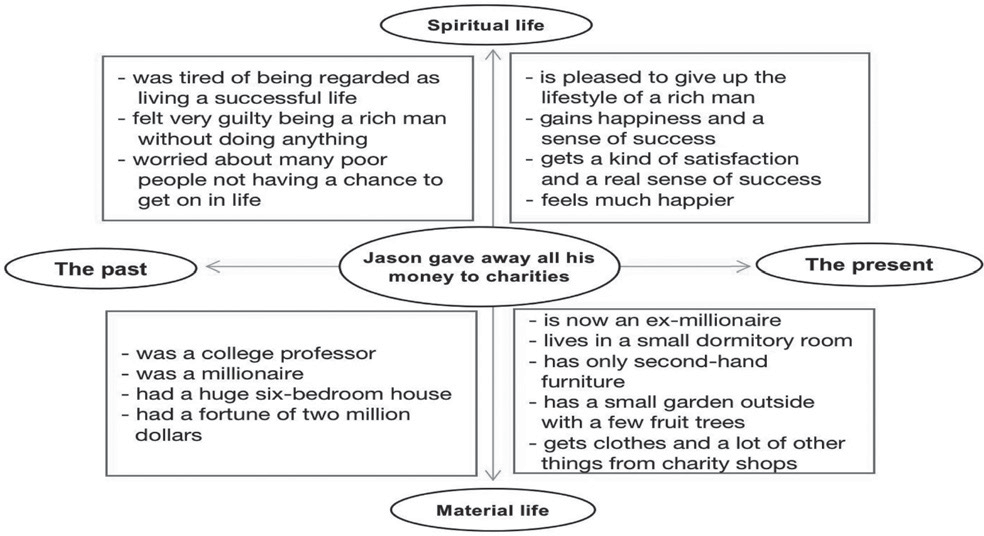 Spiritual life
- was tired of being regarded as
living a successful life
- felt very guilty being a rich man
without doing anything
- worried about many poor
people not having a chance to
get on in life
- is pleased to give up the
lifestyle of a rich man
- gains happiness and a
sense of success
- gets a kind of satisfaction
and a real sense of success
- feels much happier
The past
Jason gave away all his
money to charities
The present
- was a college professor
- was a millionaire
- had a huge six-bedroom house
- had a fortune of two million
dollars
- is now an ex-millionaire
- lives in a small dormitory room
- has only second-hand
furniture
- has a small garden outside
with a few fruit trees
- gets clothes and a lot of other
things from charity shops
Material life